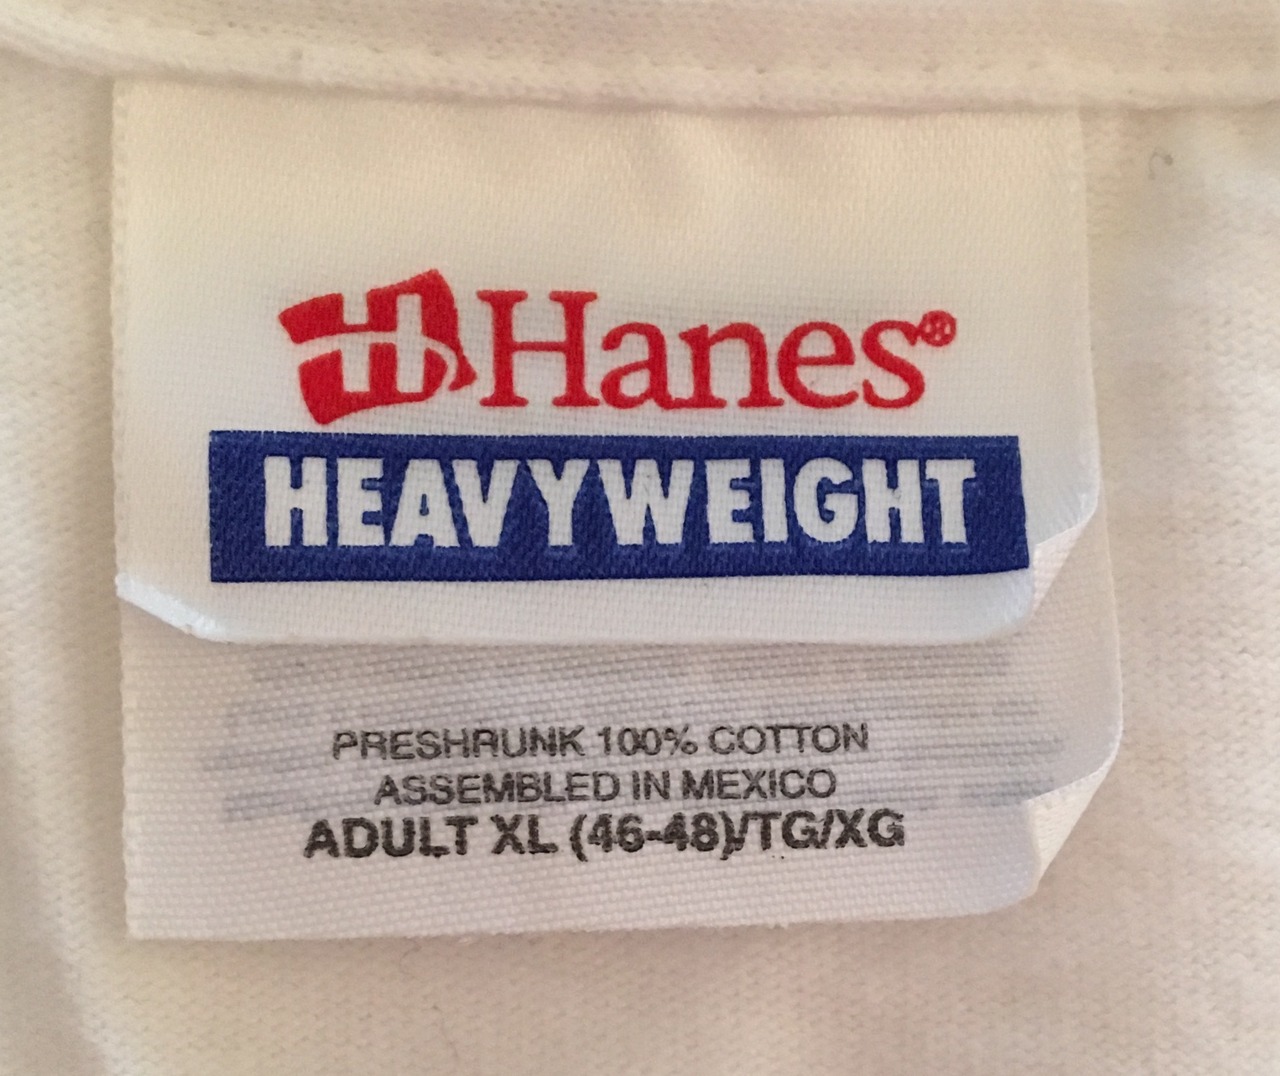 Hanes®
HEAVYWEIGHT
PRESHRUNK 100% COTTON
ASSEMBLED IN MEXICO
ADULT XL (46-48)/TG/XG